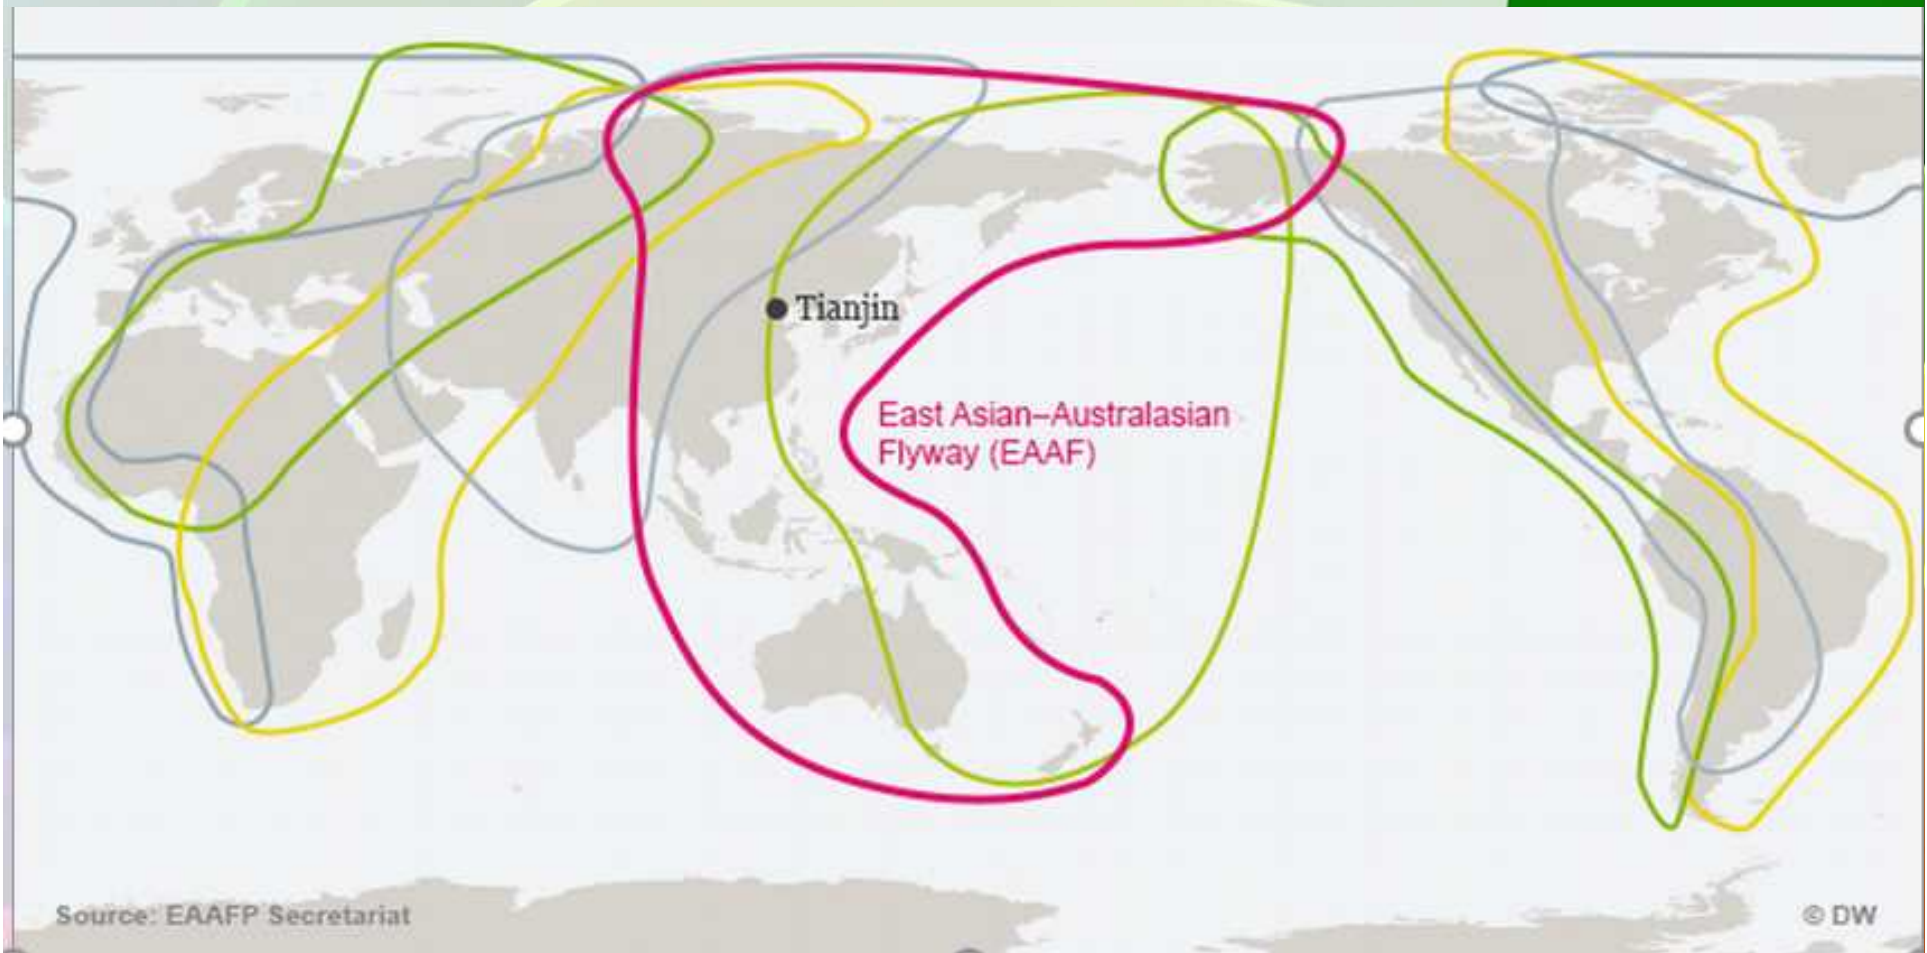 Tianjin
East Asian–Australasian
Flyway (EAAF)
Source: EAAFP Secretariat
© DW